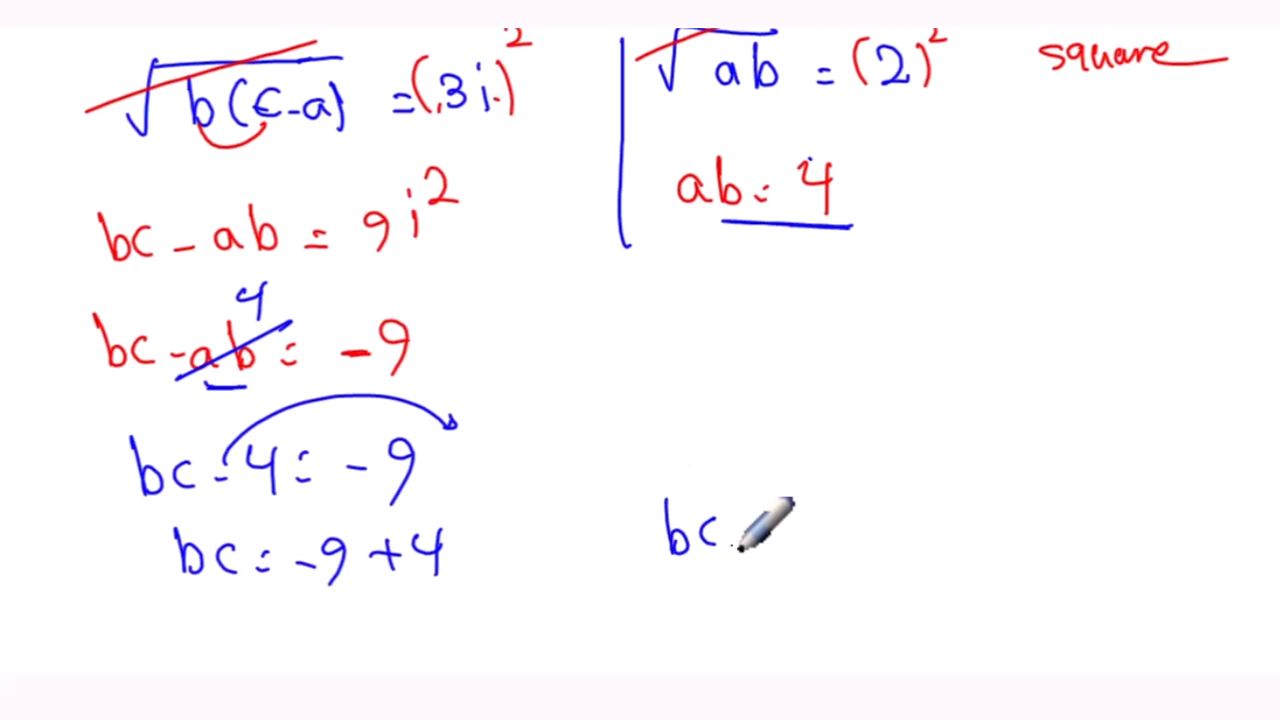 √b(c-a) = (3i)²
bc - ab = 9i²
4
bc - ab = -9
bc - 4 = -9
bc = -9 + 4
√ab = (2)² square
ab = 4
bc